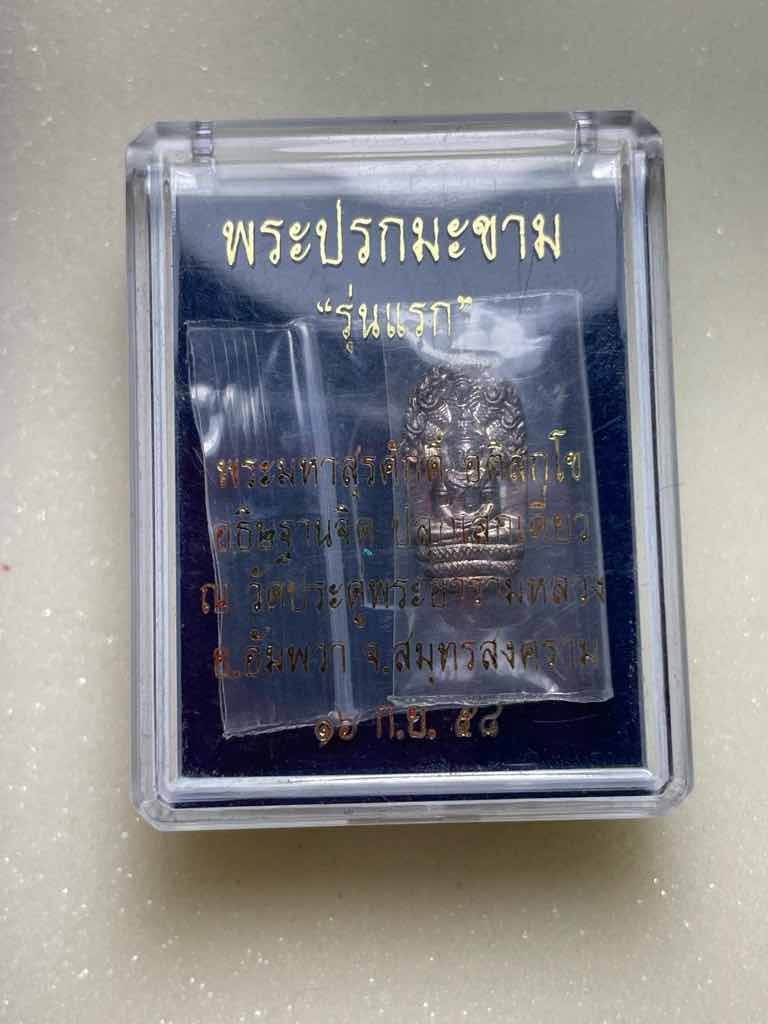 พระปรกมะขาม
"รุ่นแรก"
พระมหาสุรศักดิ์ อติสกฺโข
อธิษฐานจิต ปลุกเสกเดี่ยว
ณ วัดประดู่พระอารามหลวง
อ.อัมพวา จ.สมุทรสงคราม
๑๖ ก.ย. ๕๘